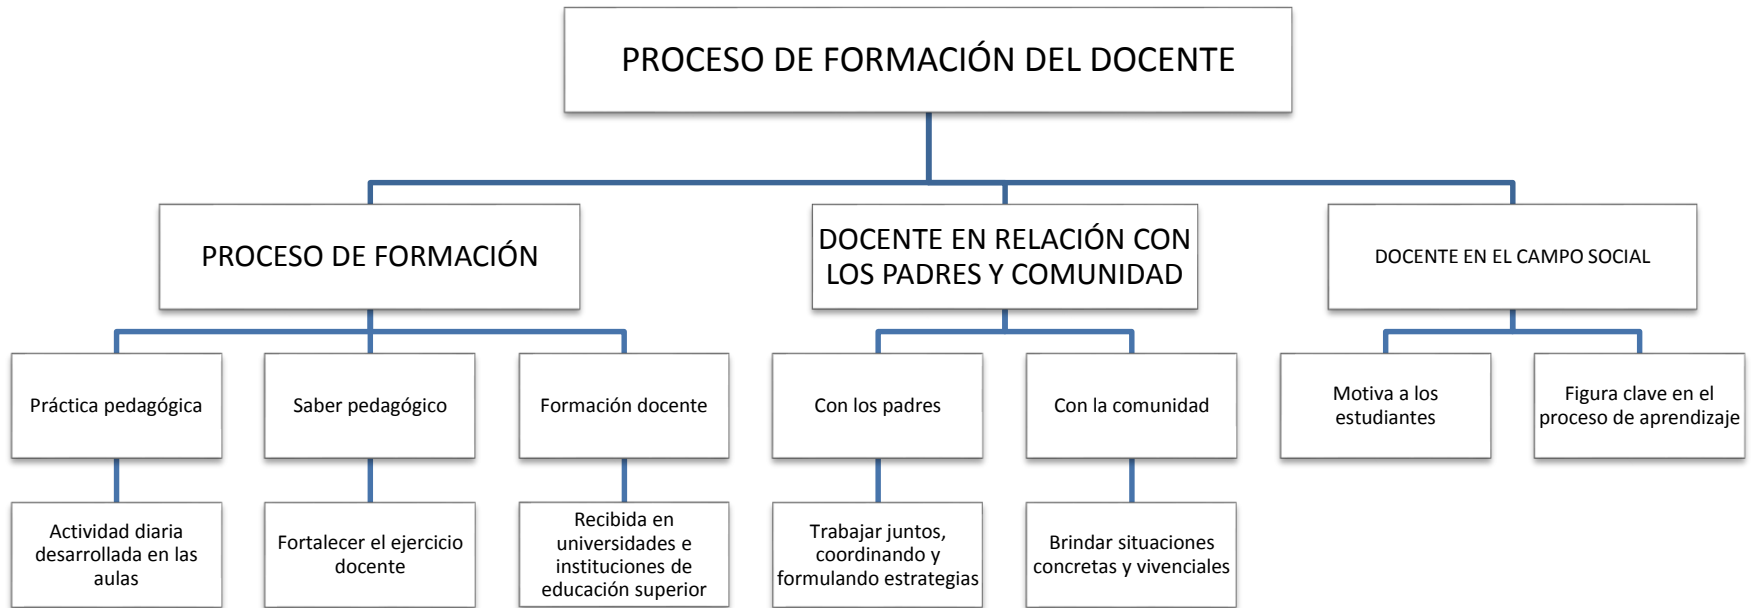 PROCESO DE FORMACIÓN DEL DOCENTE
PROCESO DE FORMACIÓN
DOCENTE EN RELACIÓN CON
LOS PADRES Y COMUNIDAD
DOCENTE EN EL CAMPO SOCIAL
Práctica pedagógica
Saber pedagógico
Formación docente
Con los padres
Con la comunidad
Motiva a los
estudiantes
Figura clave en el
proceso de aprendizaje
Actividad diaria
desarrollada en las
aulas
Fortalecer el ejercicio
docente
Recibida en
universidades e
instituciones de
educación superior
Trabajar juntos,
coordinando y
formulando estrategias
Brindar situaciones
concretas y vivenciales